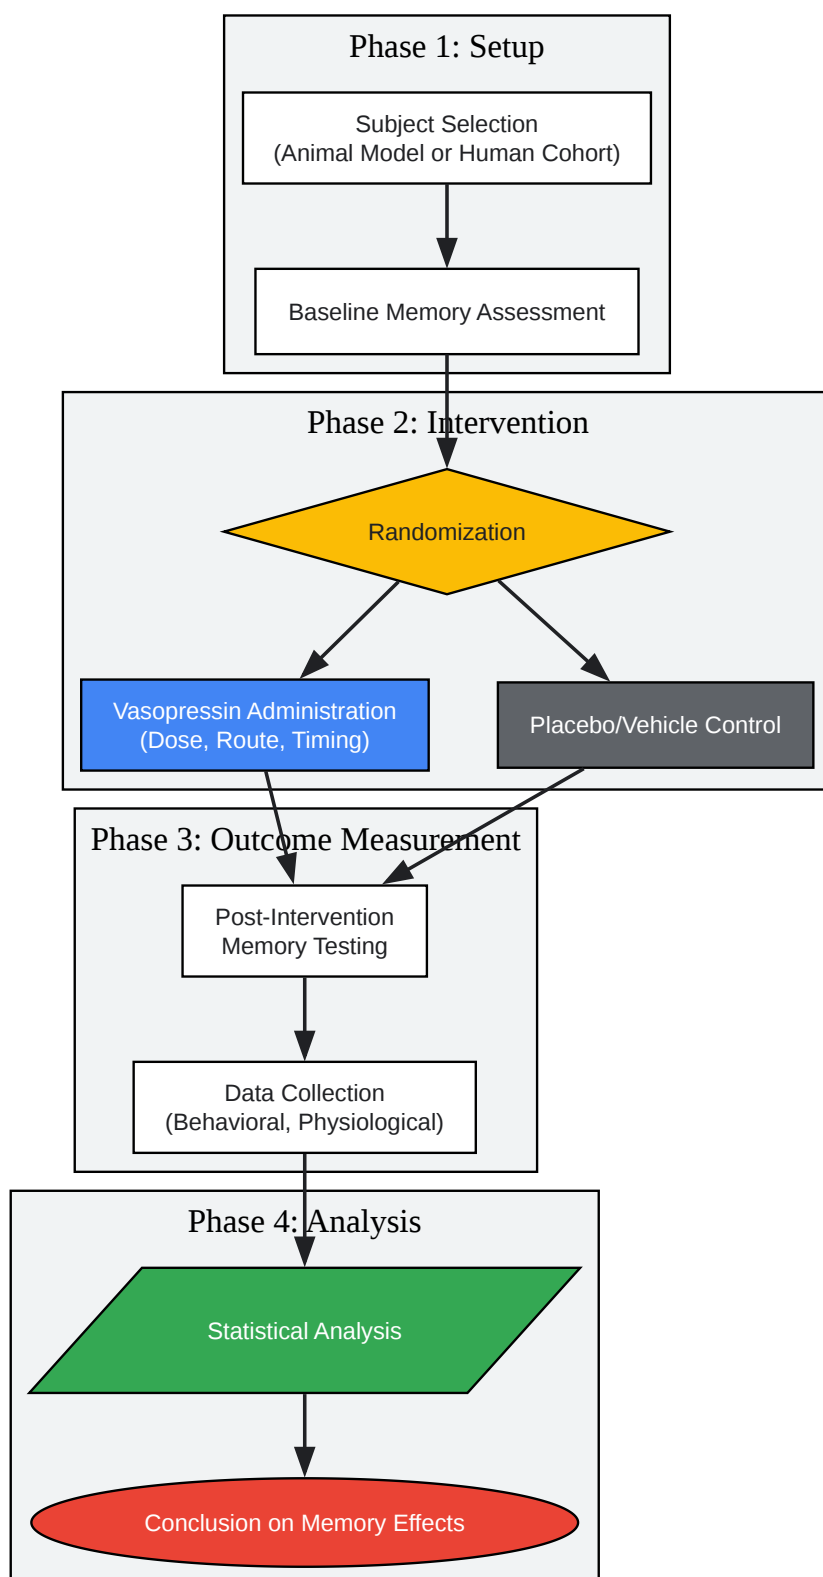 Phase 1: Setup
Subject Selection
(Animal Model or Human Cohort)
Baseline Memory Assessment
Phase 2: Intervention
Randomization
Vasopressin Administration
(Dose, Route, Timing)
Placebo/Vehicle Control
Phase 3: Outcome Measurement
Post-Intervention
Memory Testing
Data Collection
(Behavioral, Physiological)
Phase 4: Analysis
Statistical Analysis
Conclusion on Memory Effects